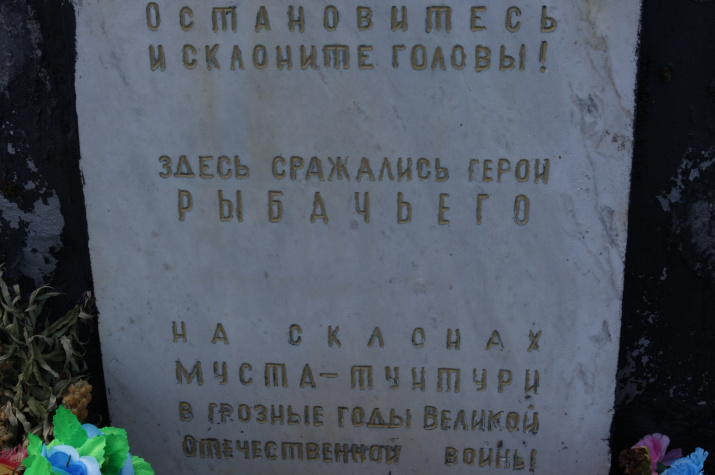 ОСТАНОВИТЕСЬ
И СКЛОНИТЕ ГОЛОВЫ!
ЗДЕСЬ СРАЖАЛИСЬ ГЕРОИ
РЫБАЧЬЕГО
НА СКЛОНАХ
МУСТА-ТУНТУРИ
В ГРОЗНЫЕ ГОДЫ ВЕЛИКОЙ
ОТЕЧЕСТВЕННОЙ ВОЙНЫ